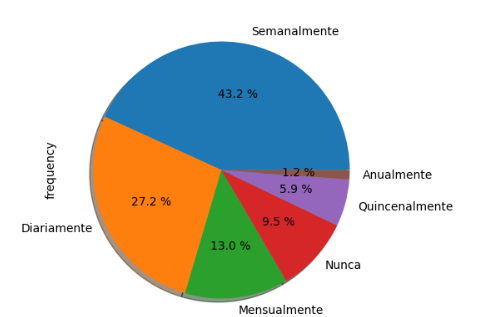 Semanalmente
43.2 %
frequency
1.2 %
Anualmente
5.9 %
27.2 %
Quincenalmente
9.5 %
Diariamente
13.0 %
Nunca
Mensualmente